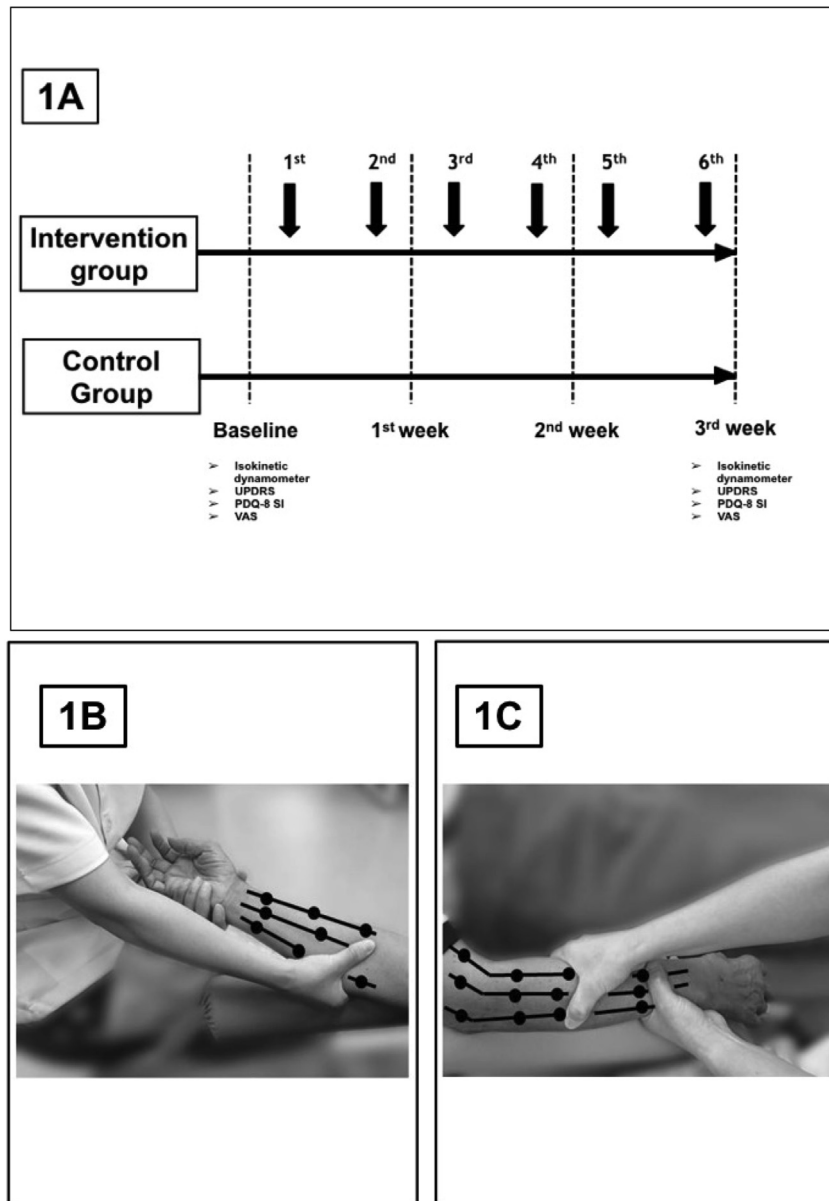 1A
1st 2nd 3rd 4th 5th 6th
Intervention
group
Control
Group
Baseline 1st week 2nd week 3rd week
➢ Isokinetic
dynamometer
➢ UPDRS
➢ PDQ-8 SI
➢ VAS
➢ Isokinetic
dynamometer
➢ UPDRS
➢ PDQ-8 SI
➢ VAS
1B
1C